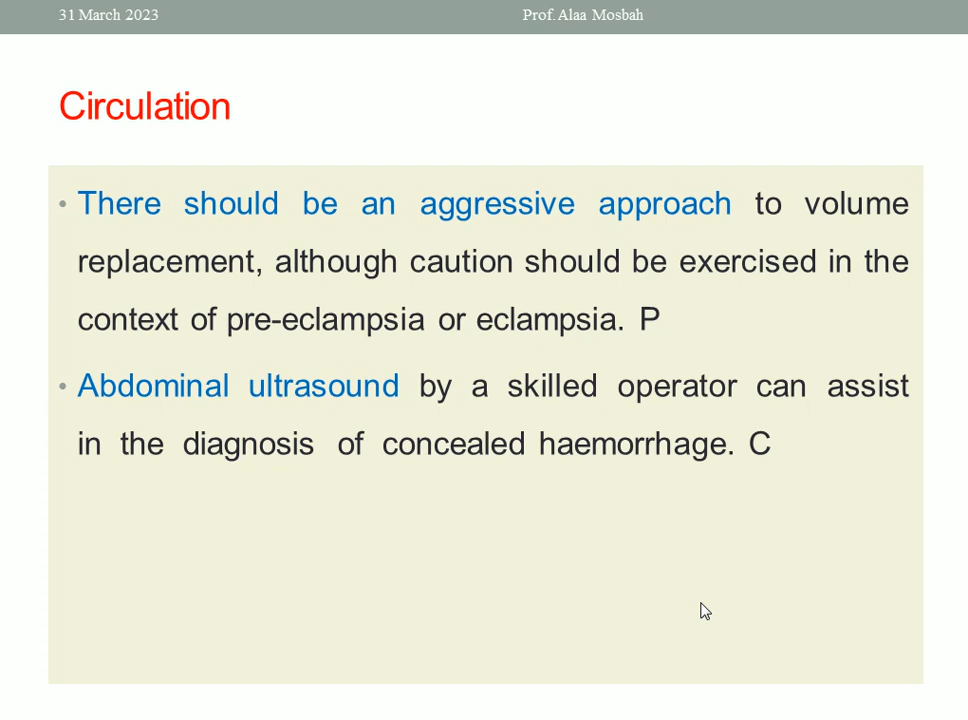 31 March 2023 Prof. Alaa Mosbah
Circulation
• There should be an aggressive approach to volume
replacement, although caution should be exercised in the
context of pre-eclampsia or eclampsia. P
• Abdominal ultrasound by a skilled operator can assist
in the diagnosis of concealed haemorrhage. C